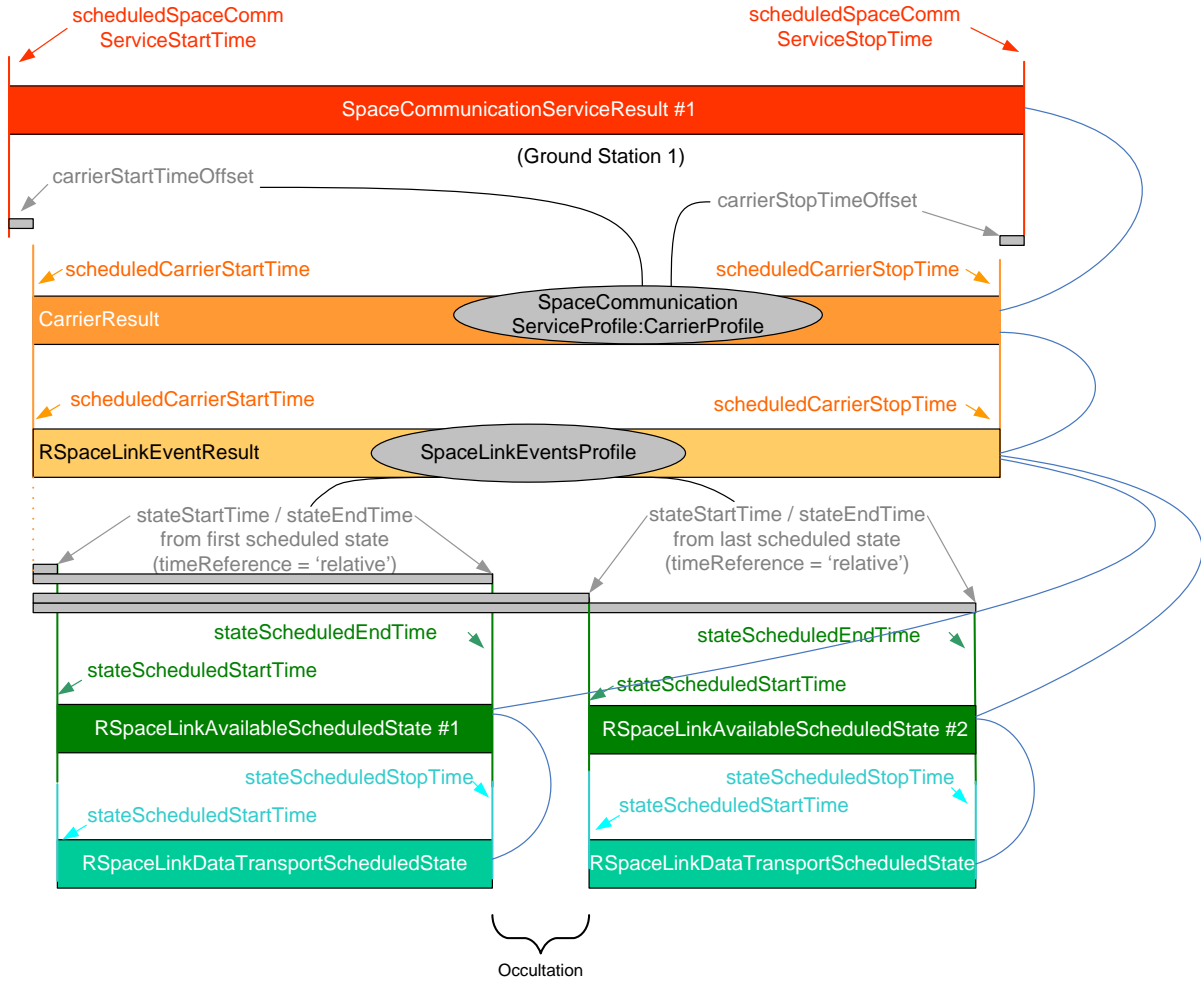 scheduledSpaceComm
ServiceStartTime
scheduledSpaceComm
ServiceStopTime
SpaceCommunicationServiceResult #1
(Ground Station 1)
carrierStartTimeOffset
carrierStopTimeOffset
scheduledCarrierStartTime
scheduledCarrierStopTime
SpaceCommunication
ServiceProfile:CarrierProfile
CarrierResult
scheduledCarrierStartTime
scheduledCarrierStopTime
RSpaceLinkEventResult
SpaceLinkEventsProfile
stateStartTime / stateEndTime
from first scheduled state
(timeReference = 'relative')
stateStartTime / stateEndTime
from last scheduled state
(timeReference = 'relative')
stateScheduledEndTime
stateScheduledEndTime
stateScheduledStartTime
stateScheduledStartTime
RSpaceLinkAvailableScheduledState #1
RSpaceLinkAvailableScheduledState #2
stateScheduledStopTime
stateScheduledStopTime
stateScheduledStartTime
stateScheduledStartTime
RSpaceLinkDataTransportScheduledState
RSpaceLinkDataTransportScheduledState
Occultation